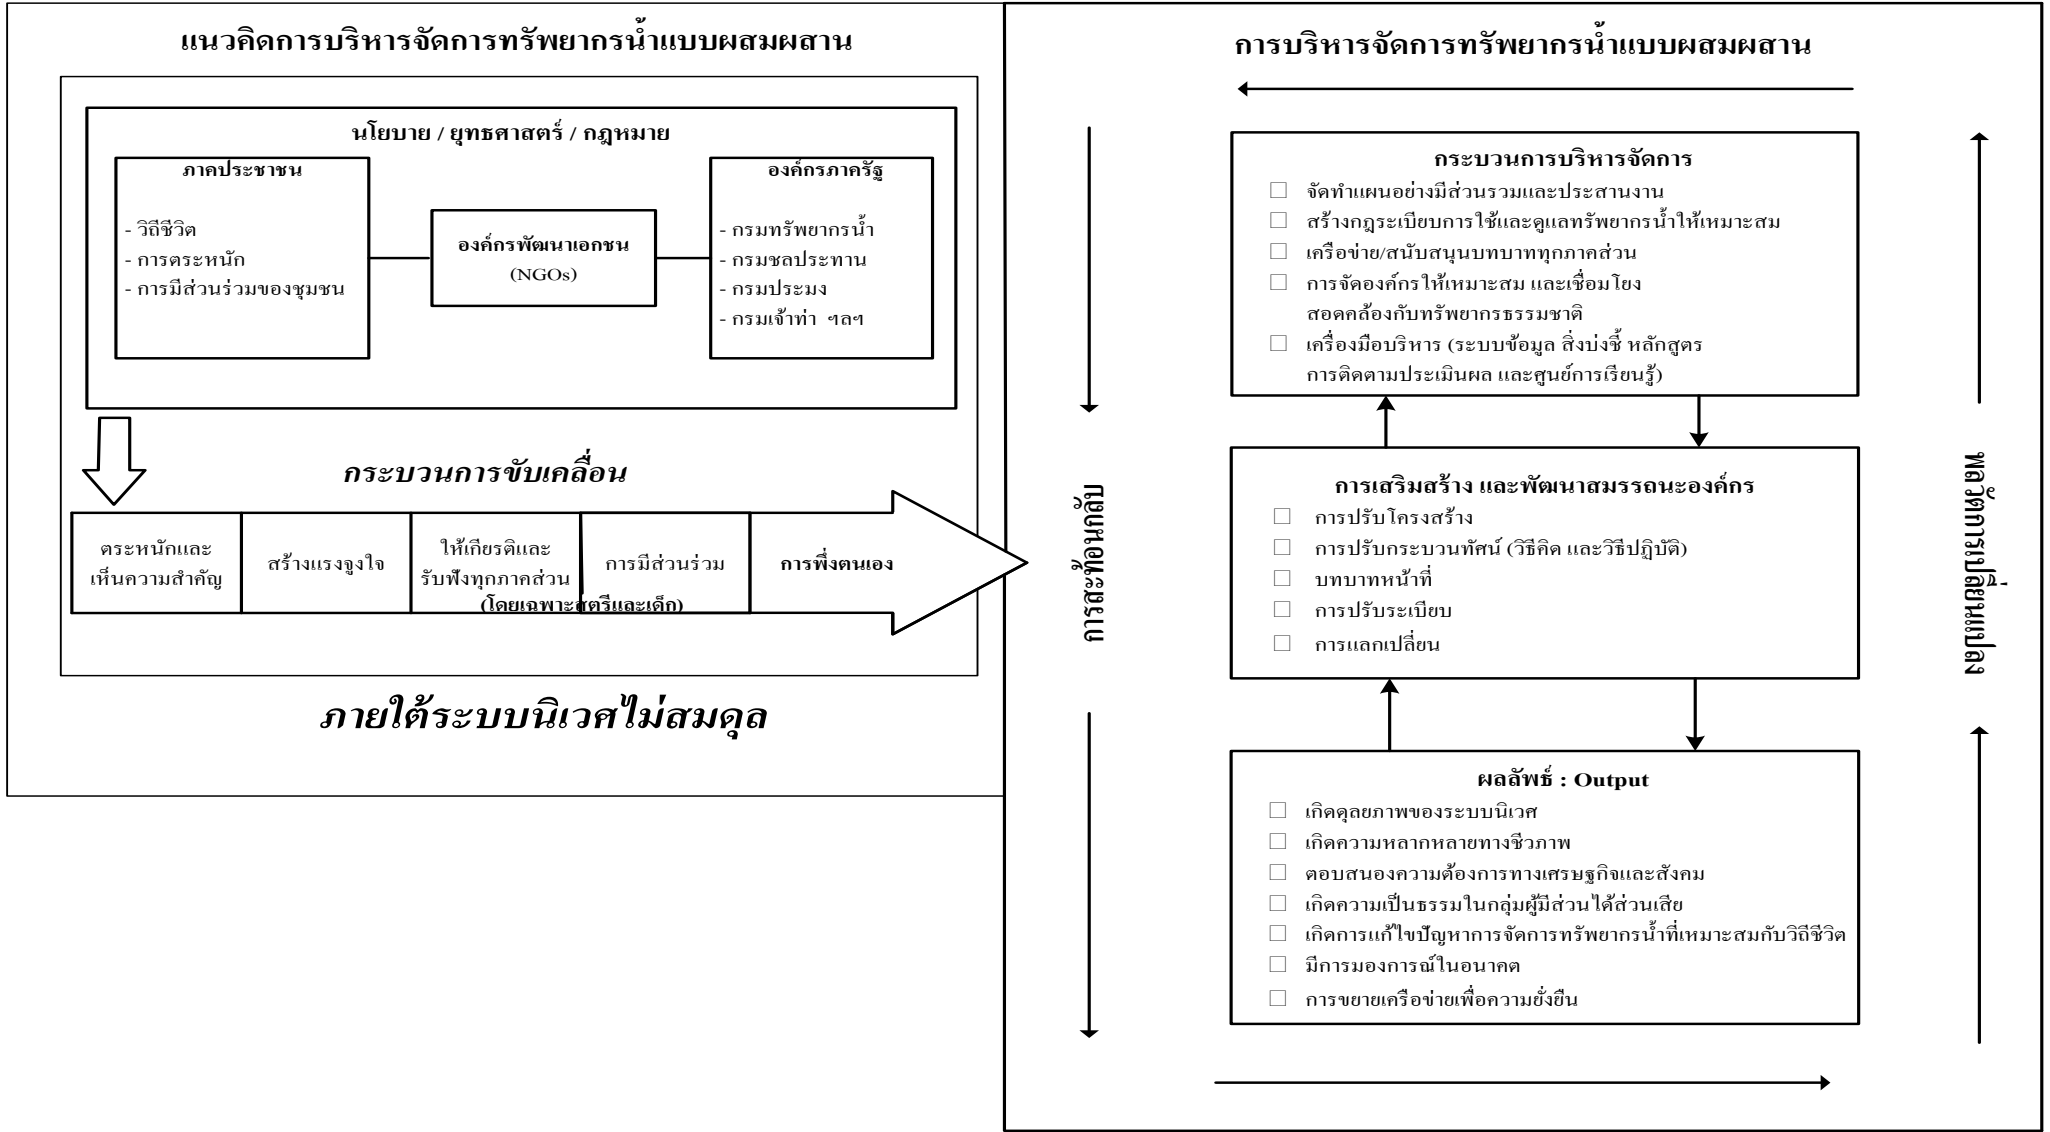 แนวคิดการบริหารจัดการทรัพยากรน้ำแบบผสมผสาน
นโยบาย / ยุทธศาสตร์ / กฎหมาย
ภาคประชาชน
- วิถีชีวิต
- การตระหนัก
- การมีส่วนร่วมของชุมชน
องค์กรพัฒนาเอกชน
(NGOs)
องค์กรภาครัฐ
- กรมทรัพยากรน้ำ
- กรมชลประทาน
- กรมประมง
- กรมเจ้าท่า ฯลฯ
กระบวนการขับเคลื่อน
ตระหนักและ
เห็นความสำคัญ
สร้างแรงจูงใจ
ให้เกียรติและ
รับฟังทุกภาคส่วน
(โดยเฉพาะสตรีและเด็ก)
การมีส่วนร่วม
การพึ่งตนเอง
ภายใต้ระบบนิเวศไม่สมดุล
การบริหารจัดการทรัพยากรน้ำแบบผสมผสาน
การสะท้อนกลับ
กระบวนการบริหารจัดการ
จัดทำแผนอย่างมีส่วนรวมและประสานงาน
สร้างกฎระเบียบการใช้และดูแลทรัพยากรน้ำให้เหมาะสม
เครือข่าย/สนับสนุนบทบาททุกภาคส่วน
การจัดองค์กรให้เหมาะสม และเชื่อมโยง
สอดคล้องกับทรัพยากรธรรมชาติ
เครื่องมือบริหาร (ระบบข้อมูล สิ่งบ่งชี้ หลักสูตร
การติดตามประเมินผล และศูนย์การเรียนรู้)
การเสริมสร้าง และพัฒนาสมรรถนะองค์กร
การปรับโครงสร้าง
การปรับกระบวนทัศน์ (วิธีคิด และวิธีปฏิบัติ)
บทบาทหน้าที่
การปรับระเบียบ
การแลกเปลี่ยน
ผลลัพธ์ : Output
เกิดดุลยภาพของระบบนิเวศ
เกิดความหลากหลายทางชีวภาพ
ตอบสนองความต้องการทางเศรษฐกิจและสังคม
เกิดความเป็นธรรมในกลุ่มผู้มีส่วนได้ส่วนเสีย
เกิดการแก้ไขปัญหาการจัดการทรัพยากรน้ำที่เหมาะสมกับวิถีชีวิต
มีการมองการณ์ในอนาคต
การขยายเครือข่ายเพื่อความยั่งยืน
พลวัตการเปลี่ยนแปลง